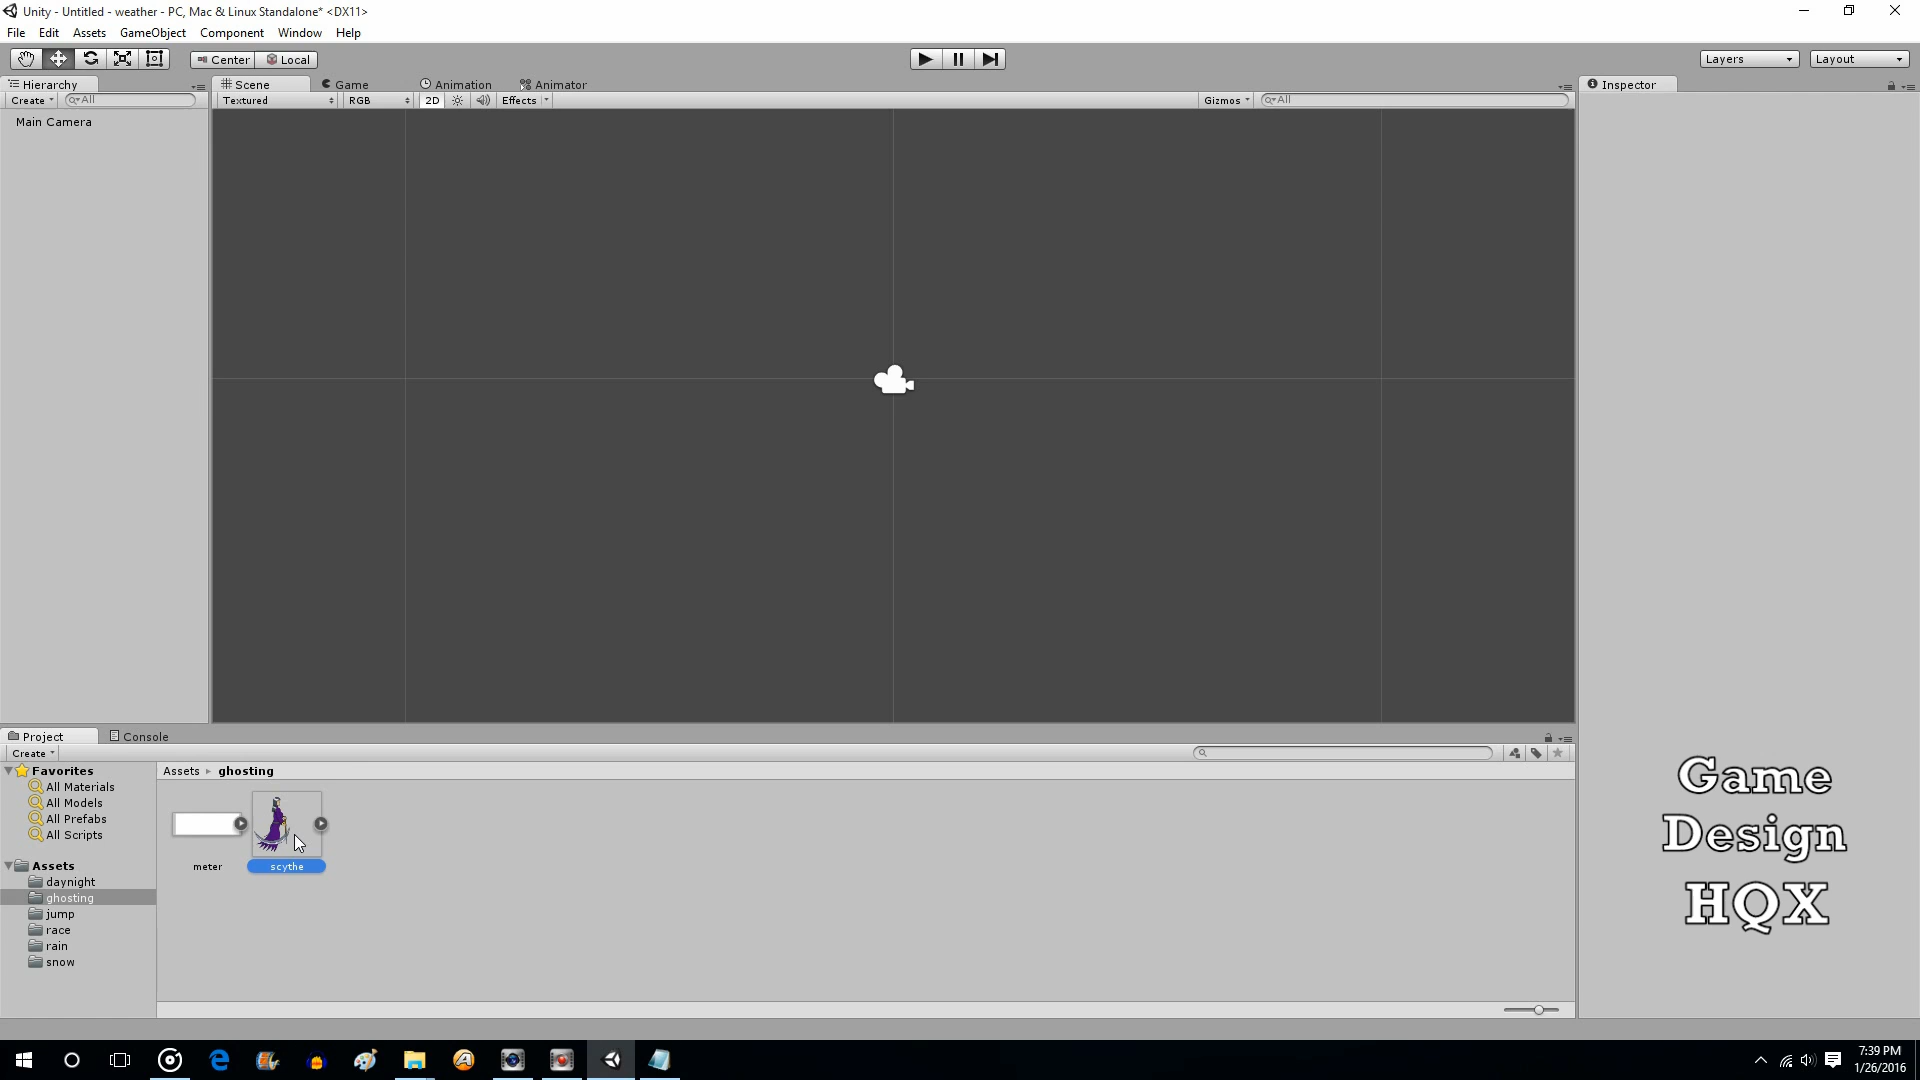 Unity - Untitled - weather - PC, Mac & Linux Standalone* <DX11>
File Edit Assets GameObject Component Window Help
Center Local
Layers Layout
Hierarchy
Create All
Main Camera
Scene Game Animation Animator
Textured RGB 2D Effects Gizmos All
Inspector
Project Console
Create
Favorites
All Materials
All Models
All Prefabs
All Scripts
Assets
daynight
ghosting
jump
race
rain
snow
Assets ghosting
meter scythe
Game
Design
HQX
7:39 PM
1/26/2016